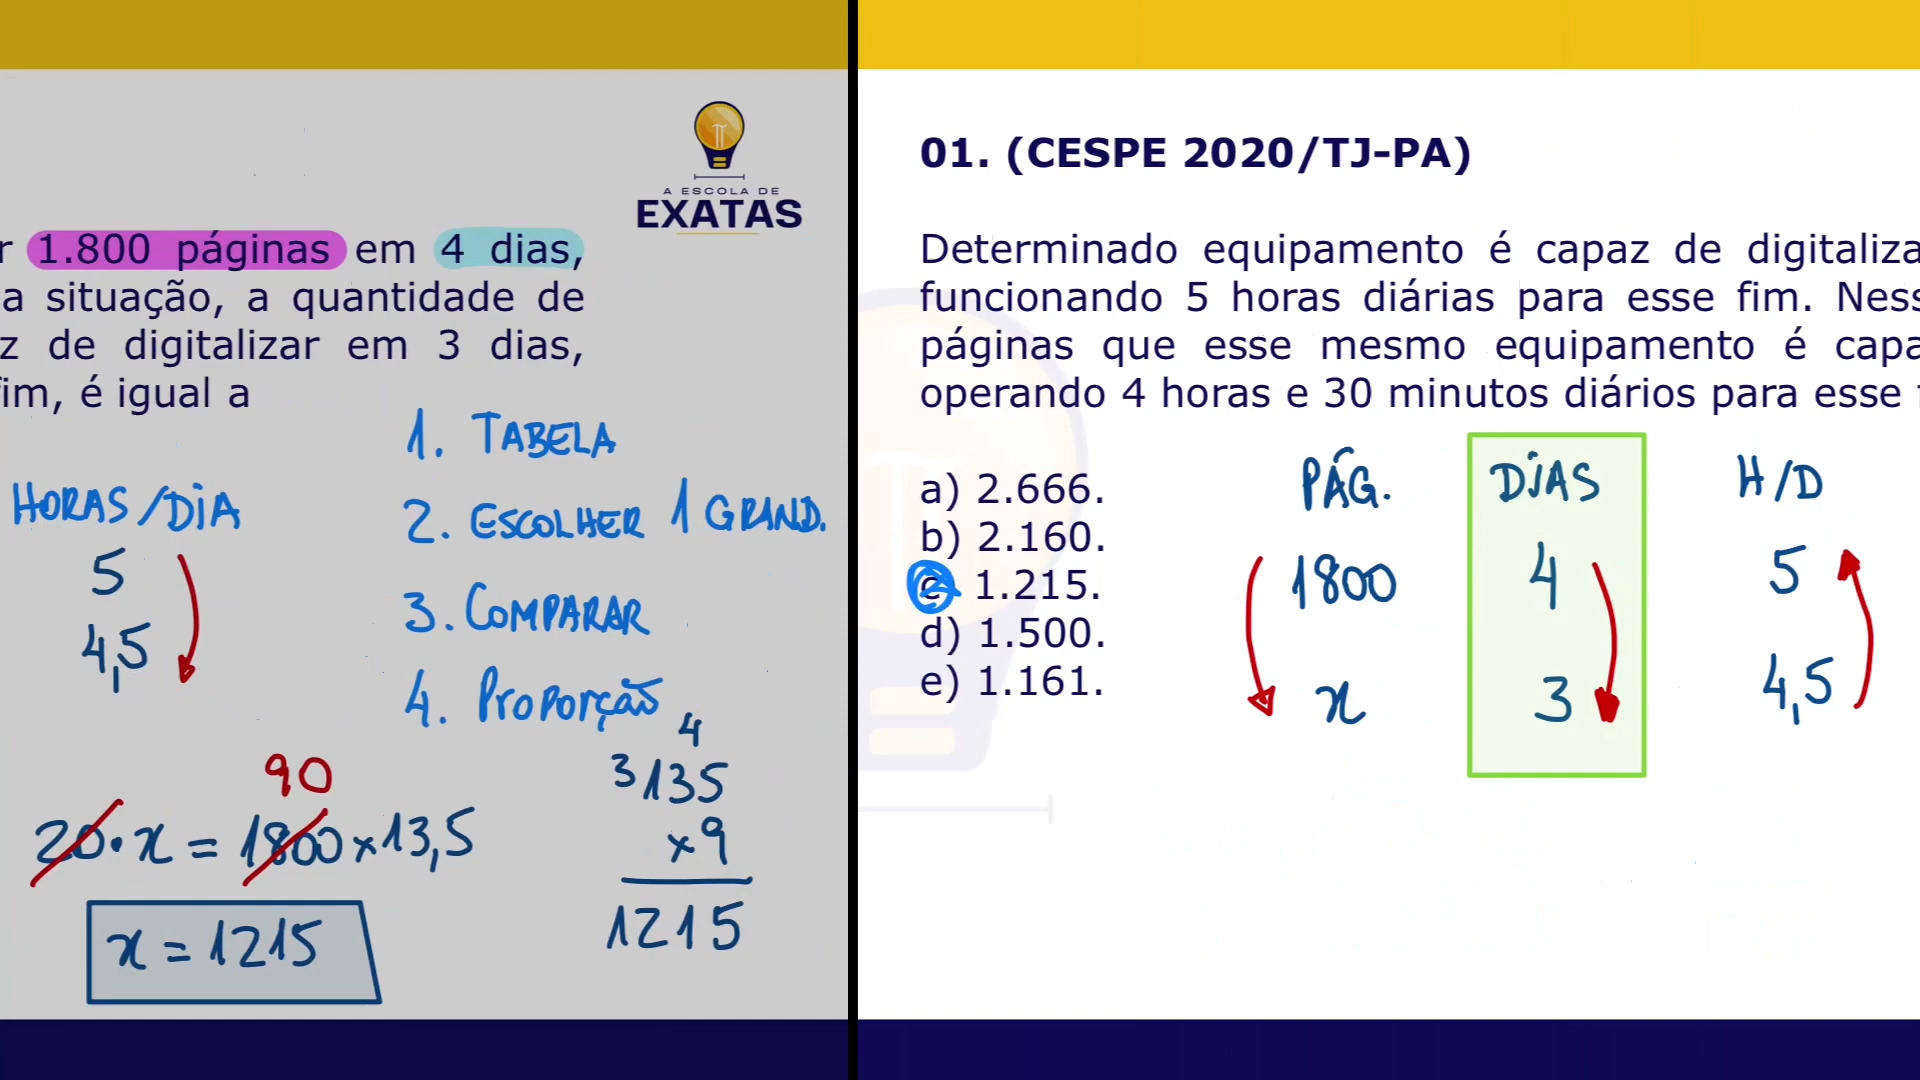 A ESCOLA DE
EXATAS
r 1.800 páginas em 4 dias,
a situação, a quantidade de
z de digitalizar em 3 dias,
fim, é igual a
1. TABELA
HORAS/DIA
2. ESCOLHER 1 GRAND.
5
3. COMPARAR
4,5
4. PROPORÇÃO
90
20·x = 1800x13,5
x = 1215
4
3135
x9
1215
01. (CESPE 2020/TJ-PA)
Determinado equipamento é capaz de digitaliza
funcionando 5 horas diárias para esse fim. Ness
páginas que esse mesmo equipamento é capa
operando 4 horas e 30 minutos diários para esse f
a) 2.666.
b) 2.160.
c) 1.215.
d) 1.500.
e) 1.161.
PÁG. DIAS H/D
1800 4 5
x 3 4,5